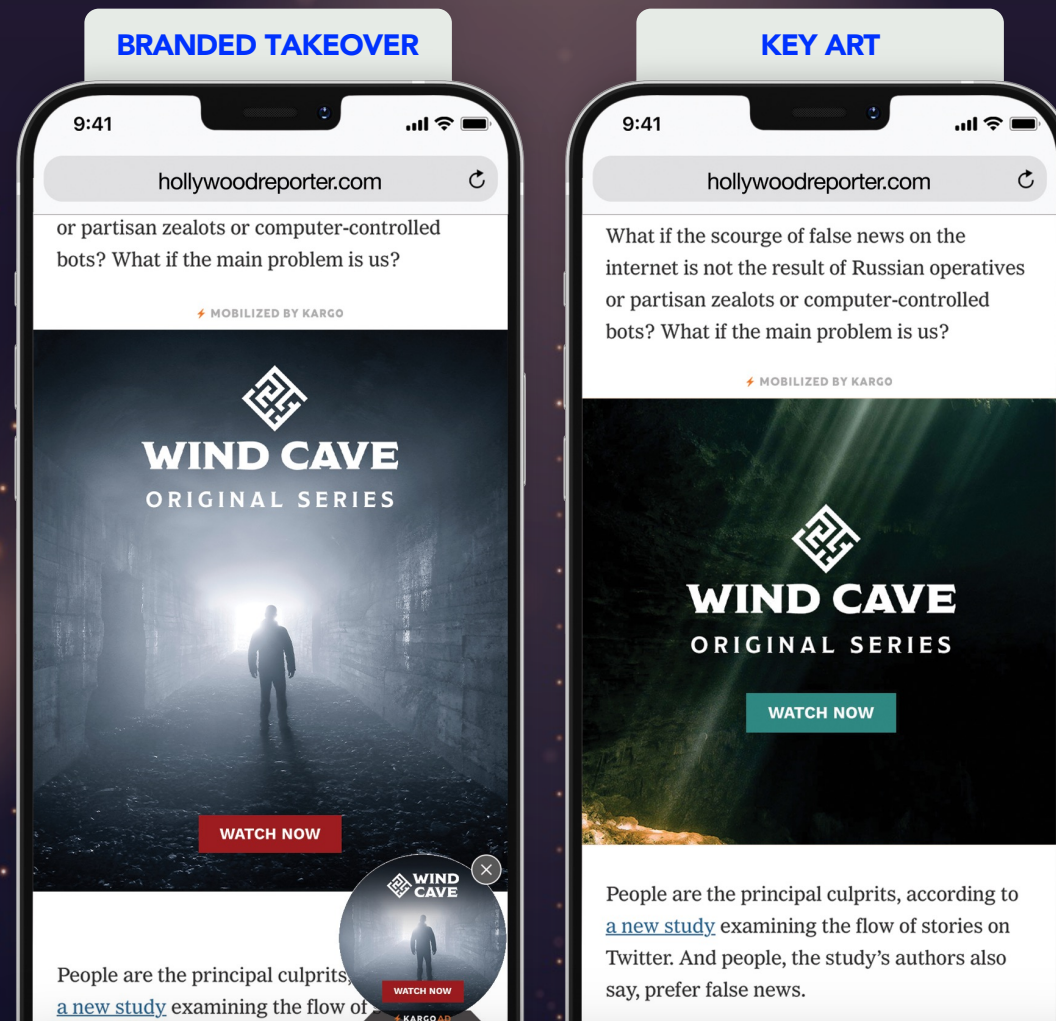 BRANDED TAKEOVER
9:41
hollywoodreporter.com
or partisan zealots or computer-controlled
bots? What if the main problem is us?
MOBILIZED BY KARGO
WIND CAVE
ORIGINAL SERIES
WATCH NOW
WIND
CAVE
WATCH NOW
KARGO AD
People are the principal culprits,
a new study examining the flow of
KEY ART
9:41
hollywoodreporter.com
What if the scourge of false news on the
internet is not the result of Russian operatives
or partisan zealots or computer-controlled
bots? What if the main problem is us?
MOBILIZED BY KARGO
WIND CAVE
ORIGINAL SERIES
WATCH NOW
People are the principal culprits, according to
a new study examining the flow of stories on
Twitter. And people, the study’s authors also
say, prefer false news.